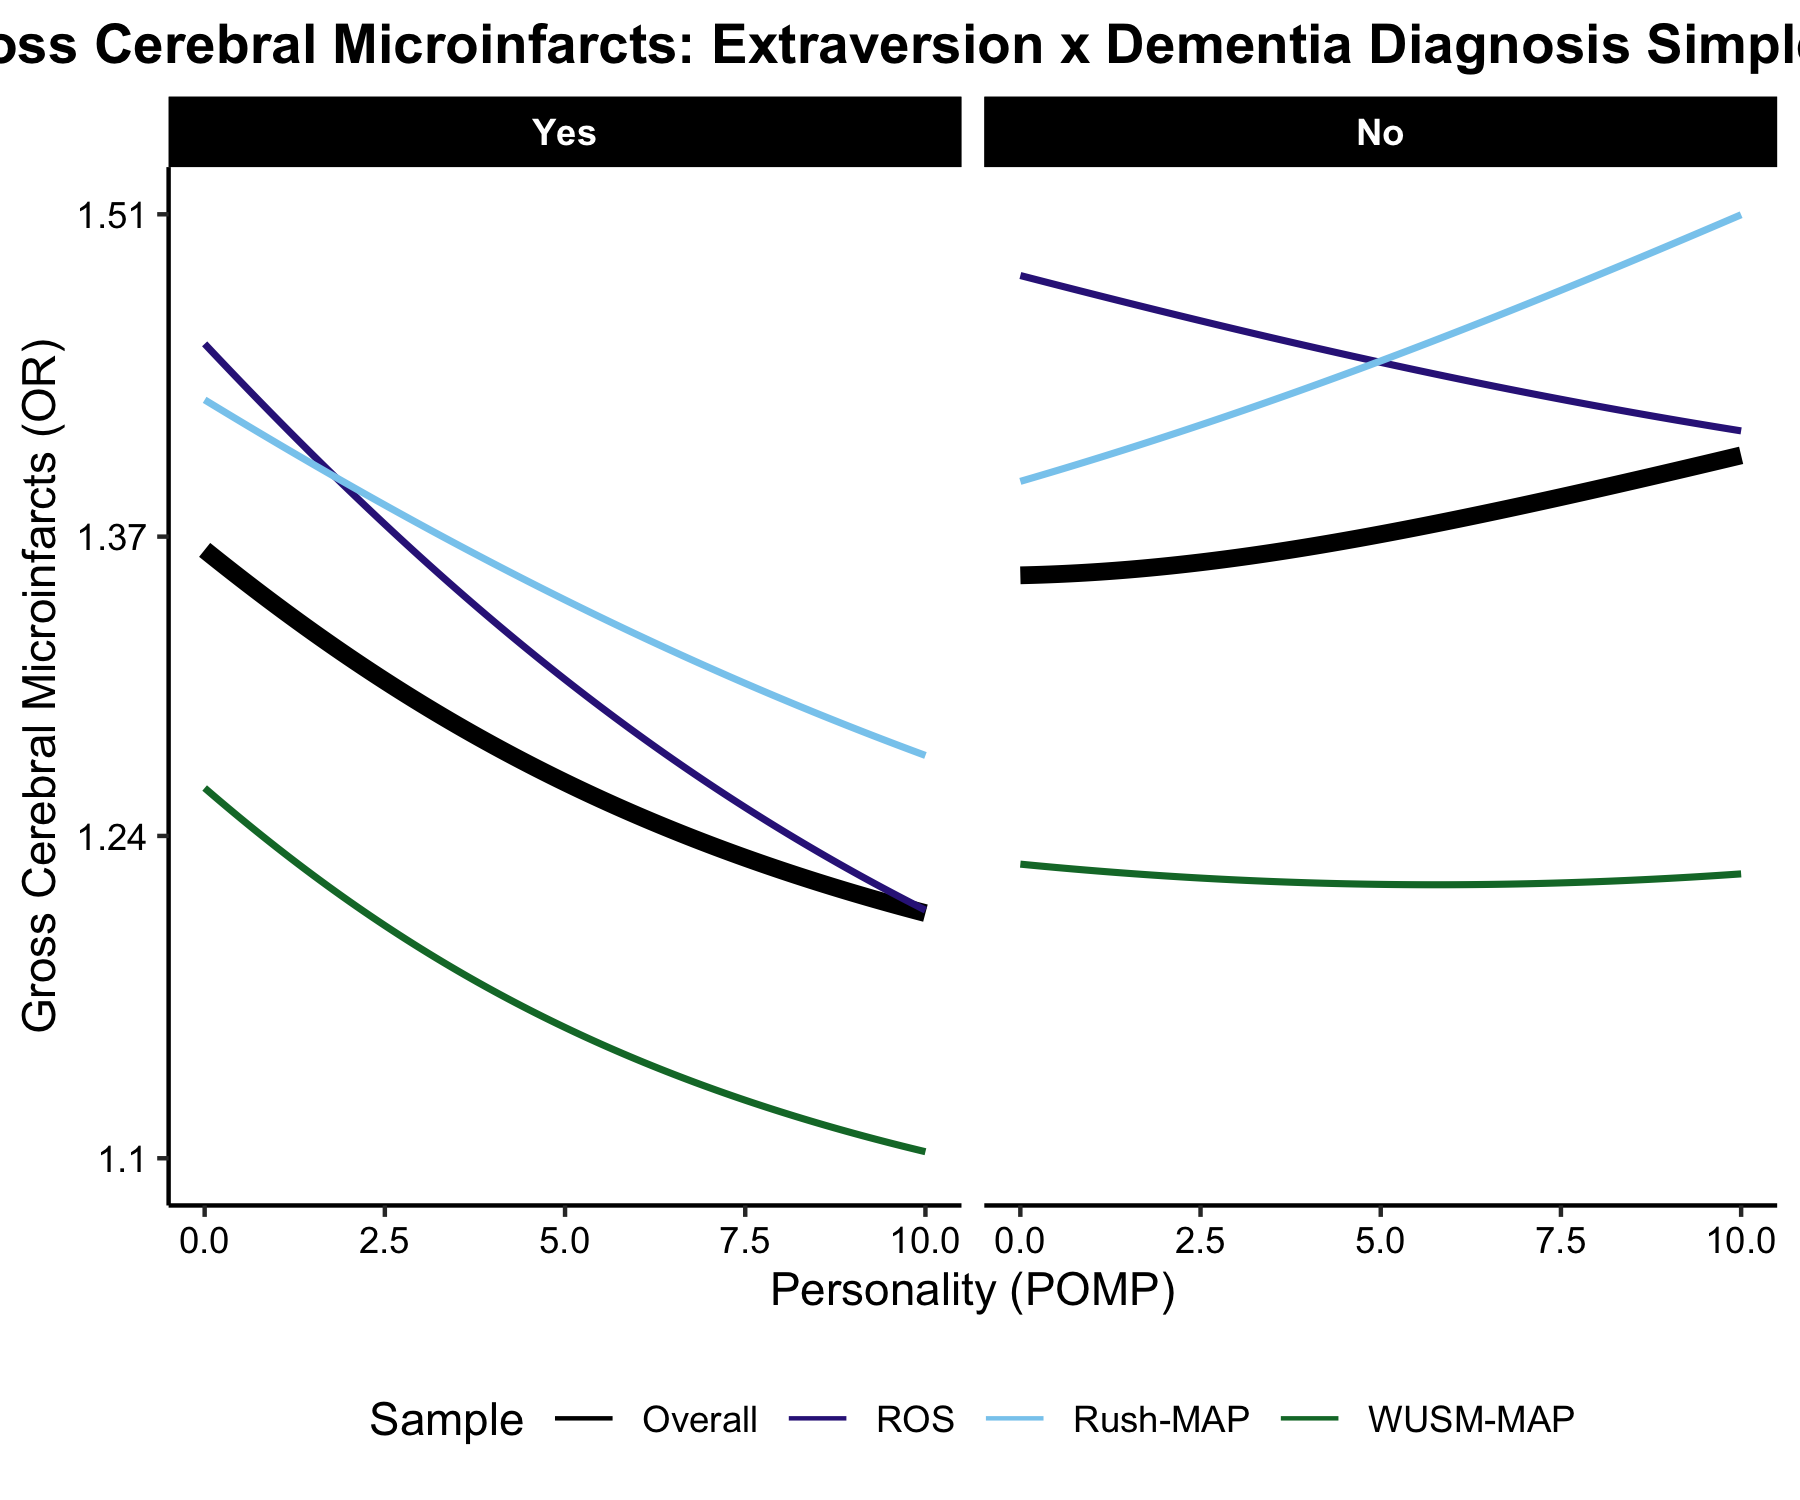 oss Cerebral Microinfarcts: Extraversion x Dementia Diagnosis Simple
Yes
No
Gross Cerebral Microinfarcts (OR)
1.51
1.37
1.24
1.1
0.0 2.5 5.0 7.5 10.0 0.0 2.5 5.0 7.5 10.0
Personality (POMP)
Sample Overall ROS Rush-MAP WUSM-MAP